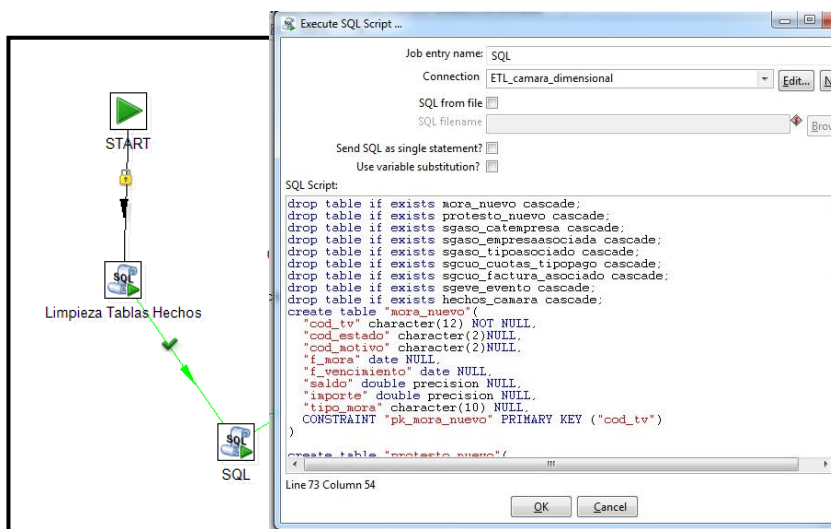 Execute SQL Script ...
Job entry name: SQL
Connection ETL_camara_dimensional Edit...
SQL from file
SQL filename
Send SQL as single statement?
Use variable substitution?
SQL Script:
drop table if exists mora_nuevo cascade;
drop table if exists protesto_nuevo cascade;
drop table if exists sgaso_catempresa cascade;
drop table if exists sgaso_empresaasociada cascade;
drop table if exists sgaso_tipoasociado cascade;
drop table if exists sgcuo_cuotas_tipopago cascade;
drop table if exists sgcuo_factura_asociado cascade;
drop table if exists sgeve_evento cascade;
drop table if exists hechos_camara cascade;
create table "mora_nuevo"(
"cod_tv" character(12) NOT NULL,
"cod_estado" character(2)NULL,
"cod_motivo" character(2)NULL,
"f_mora" date NULL,
"f_vencimiento" date NULL,
"saldo" double precision NULL,
"importe" double precision NULL,
"tipo_mora" character(10) NULL,
CONSTRAINT "pk_mora_nuevo" PRIMARY KEY ("cod_tv")
)
create table "protesto_nuevo"(
Line 73 Column 54
OK Cancel
START
SQL
Limpieza Tablas Hechos
SQL
SQL